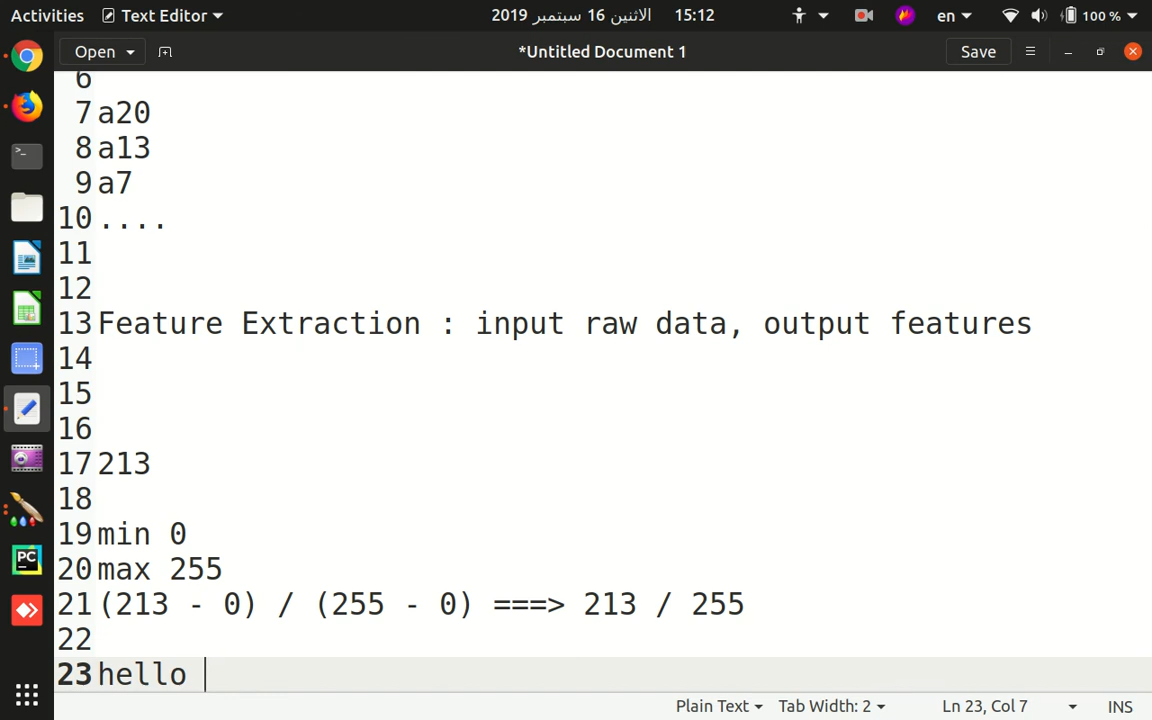 Activities Text Editor الاثنين 16 سبتمبر 2019 15:12 en 100 %
Open *Untitled Document 1 Save
6
7 a20
8 a13
9 a7
10 ....
11
12
13 Feature Extraction : input raw data, output features
14
15
16
17 213
18
19 min 0
20 max 255
21 (213 - 0) / (255 - 0) ===> 213 / 255
22
23 hello
Plain Text Tab Width: 2 Ln 23, Col 7 INS
PC